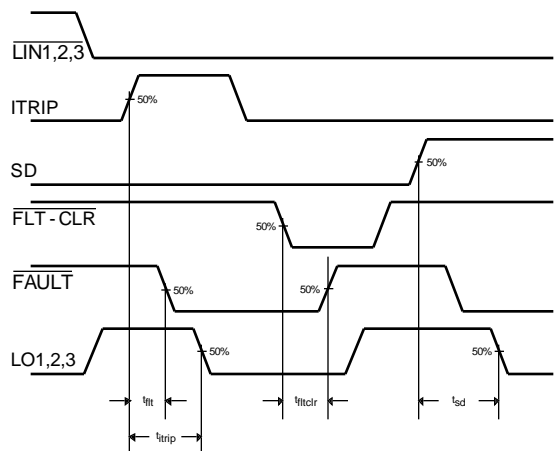 LIN1,2,3
ITRIP
50%
SD
50%
FLT - CLR
50%
FAULT
50%
50%
LO1,2,3
50%
50%
tflt
tfltclr
tsd
titrip